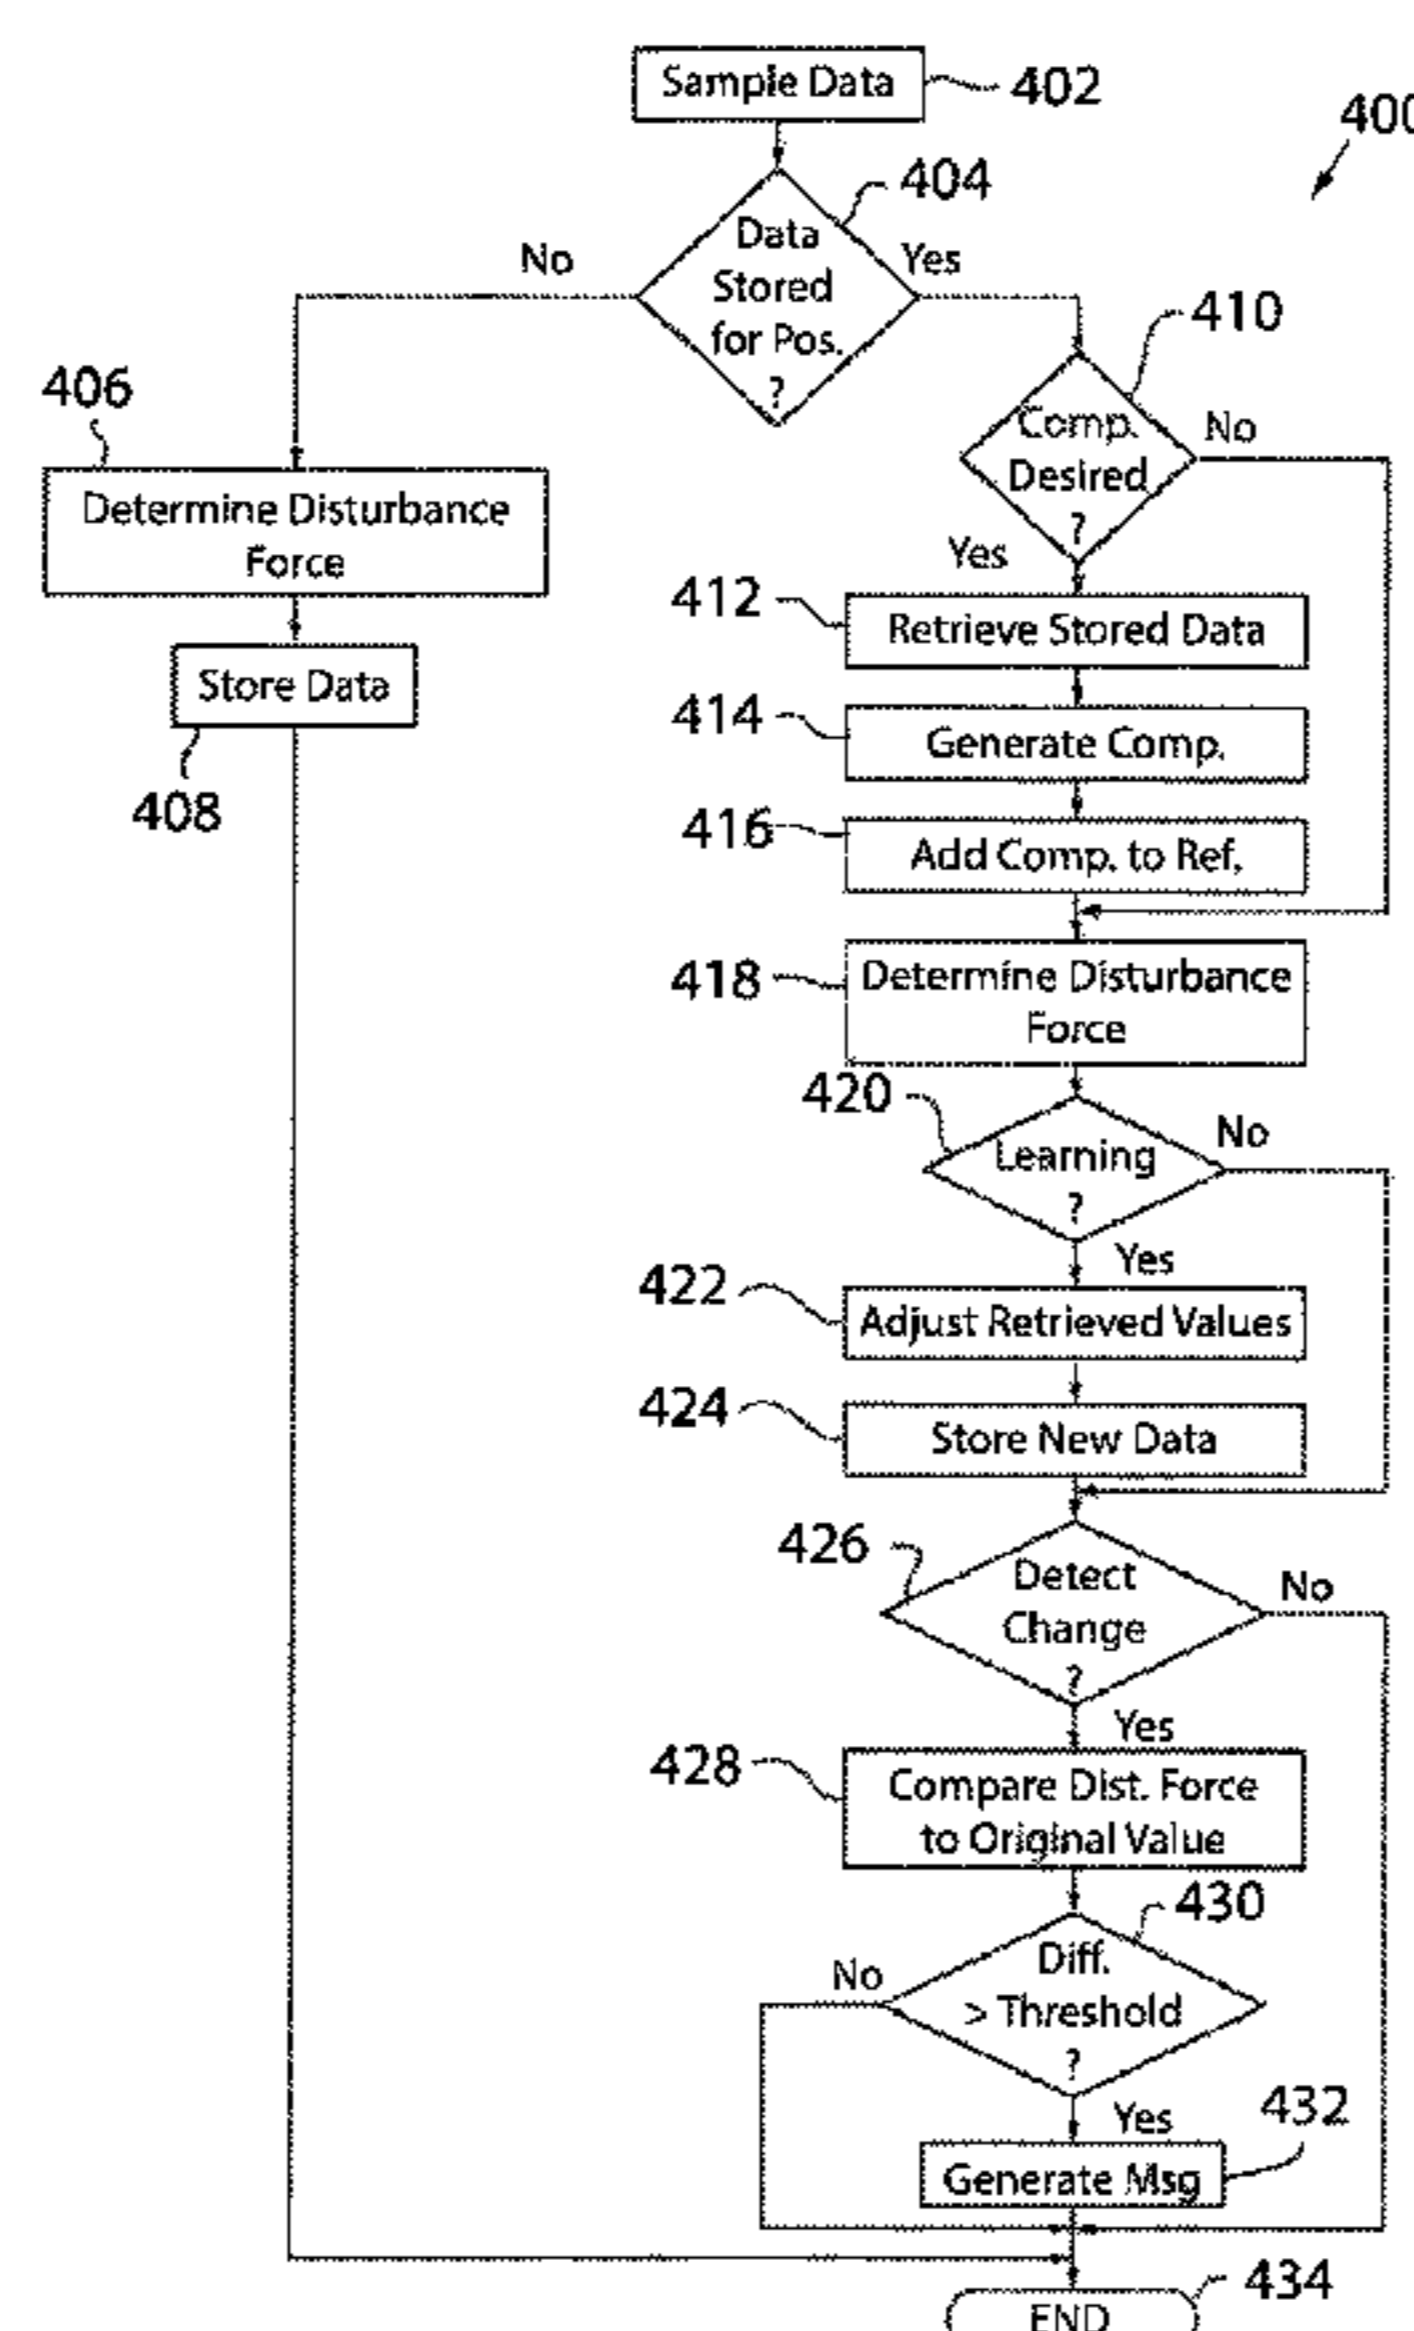 Sample Data
402
400
404
Data
Stored
for Pos.
?
No
Yes
410
406
Comp.
Desired
?
No
Yes
Determine Disturbance
Force
412
Retrieve Stored Data
Store Data
408
414
Generate Comp.
416
Add Comp. to Ref.
418
Determine Disturbance
Force
420
Learning
?
No
Yes
422
Adjust Retrieved Values
424
Store New Data
426
Detect
Change
?
No
Yes
428
Compare Dist. Force
to Original Value
430
Diff.
> Threshold
?
No
Yes
432
Generate Msg
434
END